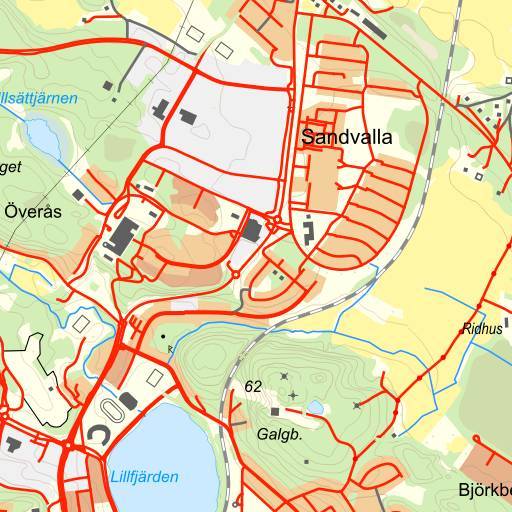 llsättjärnen
Sandvalla
get
Överås
Ridhus
62
Galgb.
Lillfjärden
Björkbe